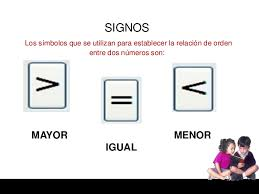 SIGNOS
Los símbolos que se utilizan para establecer la relación de orden
entre dos números son:
> = <
MAYOR IGUAL MENOR